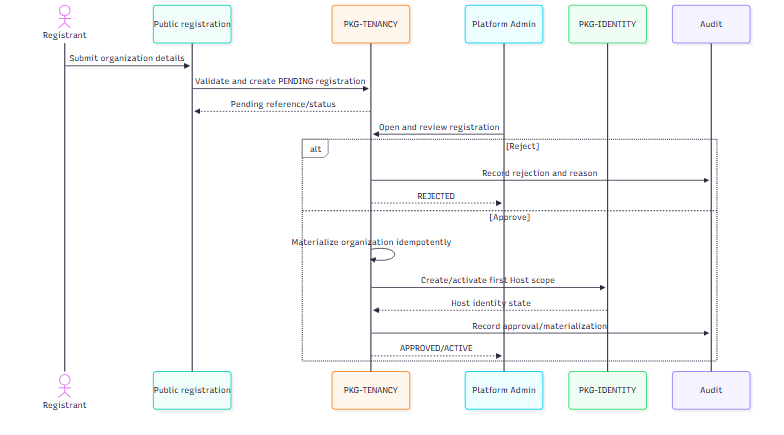 Registrant
Public registration
PKG-TENANCY
Platform Admin
PKG-IDENTITY
Audit
Submit organization details
Validate and create PENDING registration
Pending reference/status
Open and review registration
alt
[Reject]
Record rejection and reason
REJECTED
[Approve]
Materialize organization idempotently
Create/activate first Host scope
Host identity state
Record approval/materialization
APPROVED/ACTIVE
Registrant
Public registration
PKG-TENANCY
Platform Admin
PKG-IDENTITY
Audit